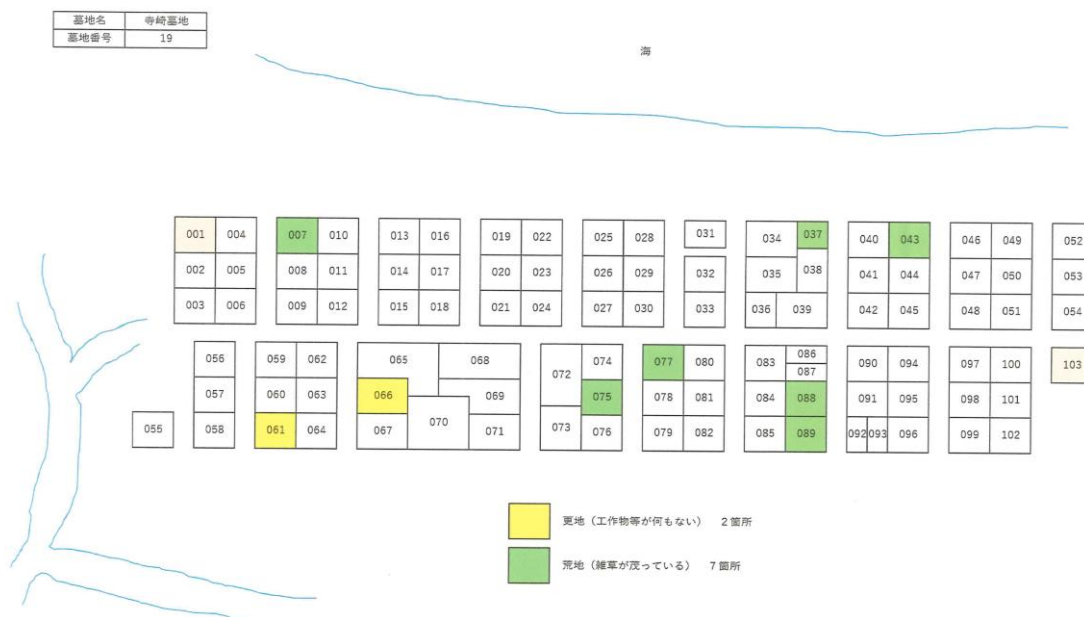 墓地名 寺崎墓地
墓地番号 19
海
001 004 007 010 013 016 019 022 025 028 031 034 037 040 043 046 049 052
002 005 008 011 014 017 020 023 026 029 032 035 038 041 044 047 050 053
003 006 009 012 015 018 021 024 027 030 033 036 039 042 045 048 051 054
056 059 062 065 068 072 074 077 080 083 086 087 090 094 097 100 103
057 060 063 066 069 075 078 081 084 088 091 095 098 101
055 058 061 064 067 070 071 073 076 079 082 085 089 092 093 096 099 102
更地(工作物等が何もない) 2箇所
荒地(雑草が茂っている) 7箇所